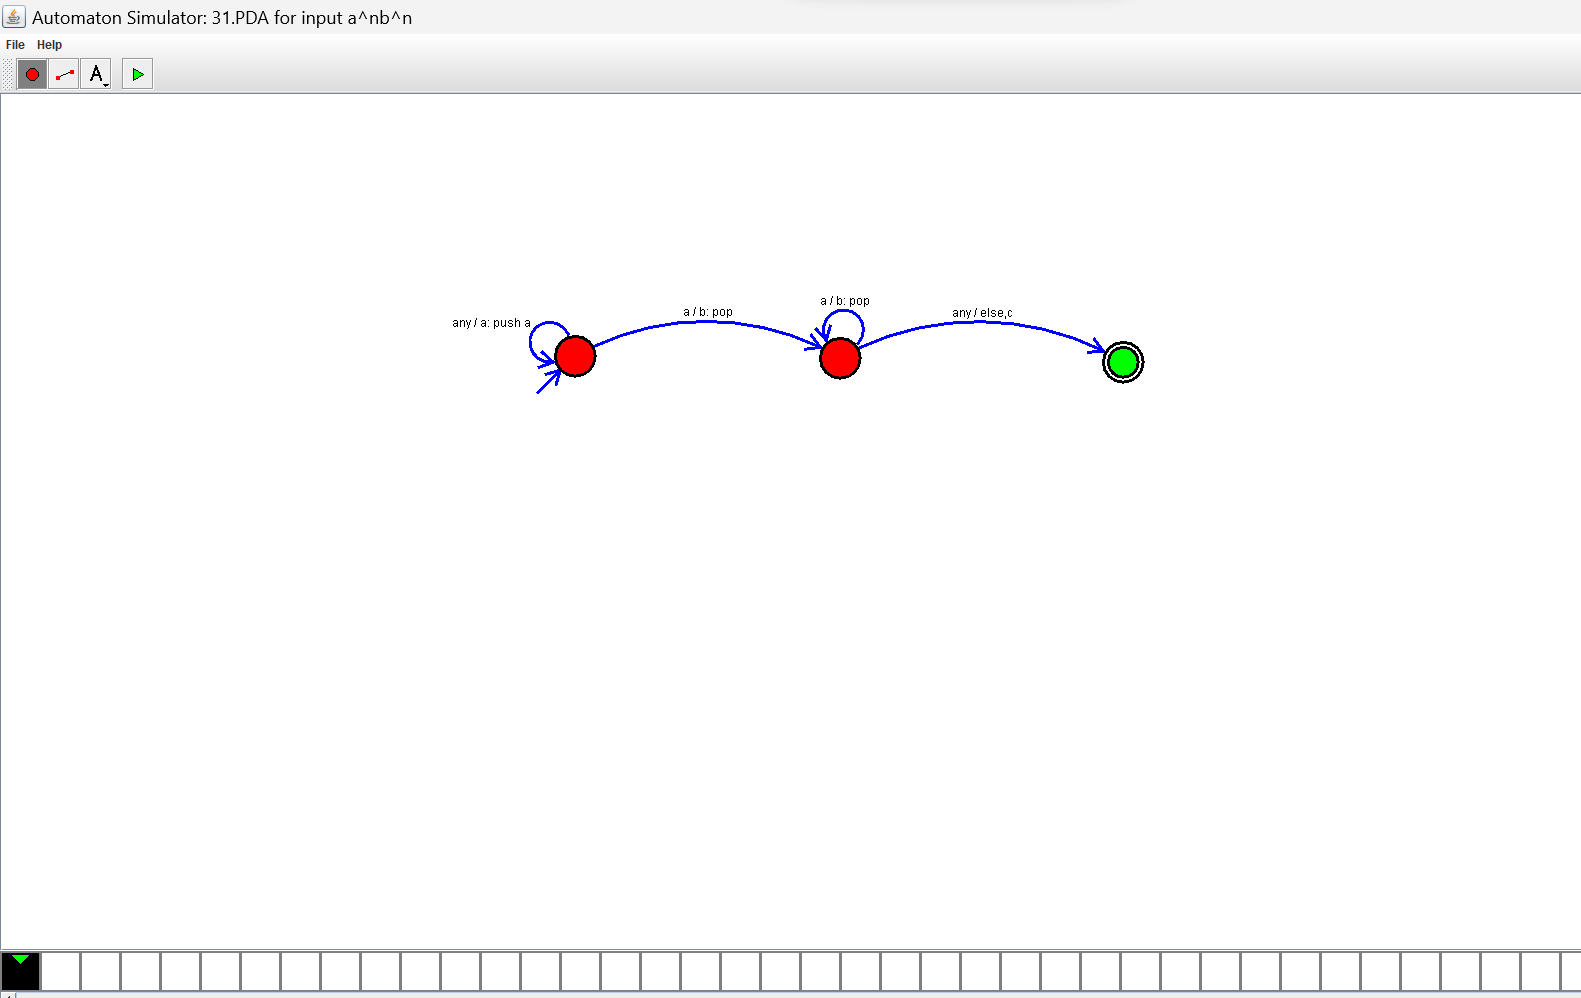 Automaton Simulator: 31.PDA for input a^nb^n
File Help
A
a / b: pop
any / a: push a
a / b: pop
any / else,c